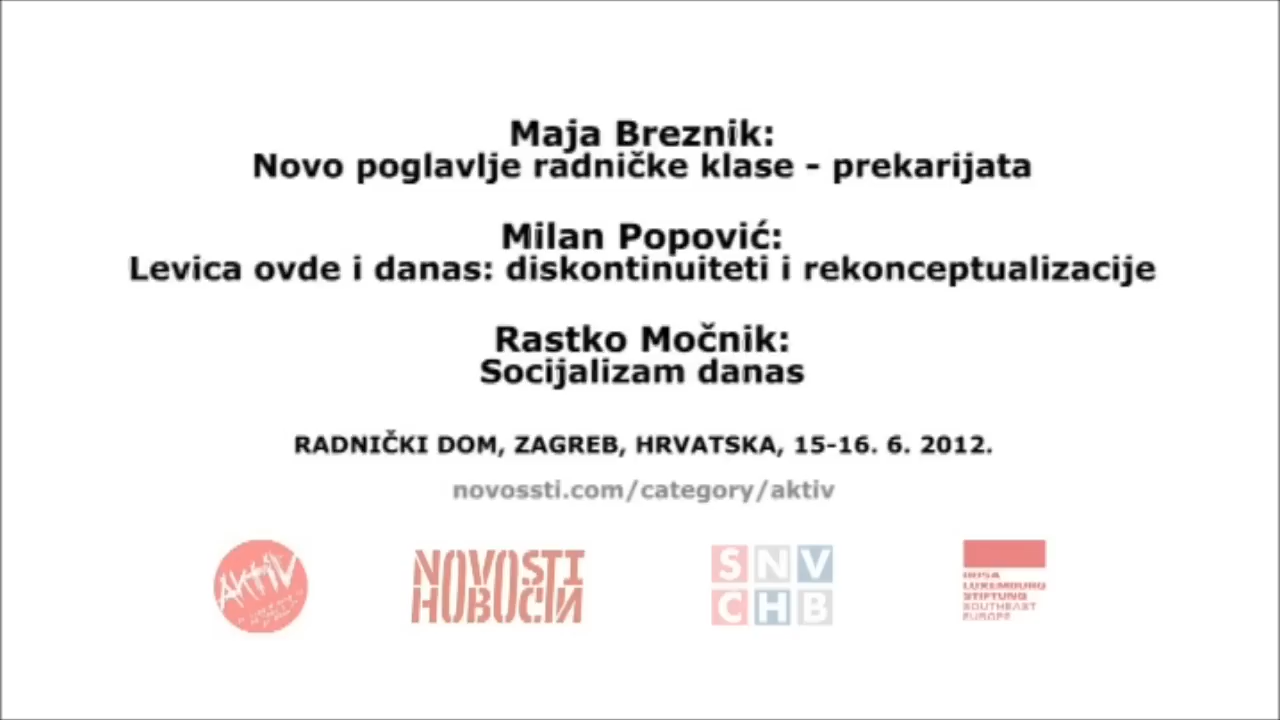 Maja Breznik:
Novo poglavlje radničke klase - prekarijata
Milan Popović:
Levica ovde i danas: diskontinuiteti i rekonceptualizacije
Rastko Močnik:
Socijalizam danas
RADNIČKI DOM, ZAGREB, HRVATSKA, 15-16. 6. 2012.
novossti.com/category/aktiv
AKTIV
NOVOSTI
НОВОСТИ
SNV
СНВ
ROSA
LUXEMBURG
STIFTUNG
SOUTHEAST
EUROPE